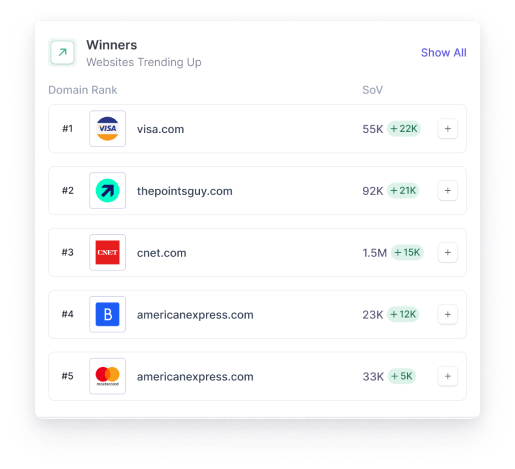 Winners
Websites Trending Up
Show All
Domain Rank SoV
#1 VISA visa.com 55K +22K +
#2 thepointsguy.com 92K +21K +
#3 CNET cnet.com 1.5M +15K +
#4 B americanexpress.com 23K +12K +
#5 mastercard americanexpress.com 33K +5K +